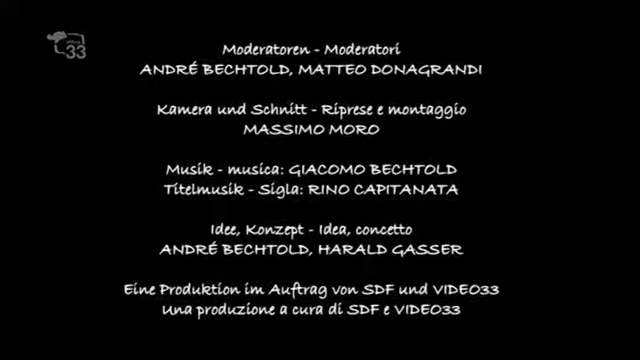 33
Moderatoren - Moderatori
ANDRÉ BECHTOLD, MATTEO DONAGRANDI
Kamera und Schnitt - Riprese e montaggio
MASSIMO MORO
Musik - musica: GIACOMO BECHTOLD
Titelmusik - Sigla: RINO CAPITANATA
Idee, Konzept - Idea, concetto
ANDRÉ BECHTOLD, HARALD GASSER
Eine Produktion im Auftrag von SDF und VIDEO33
Una produzione a cura di SDF e VIDEO33